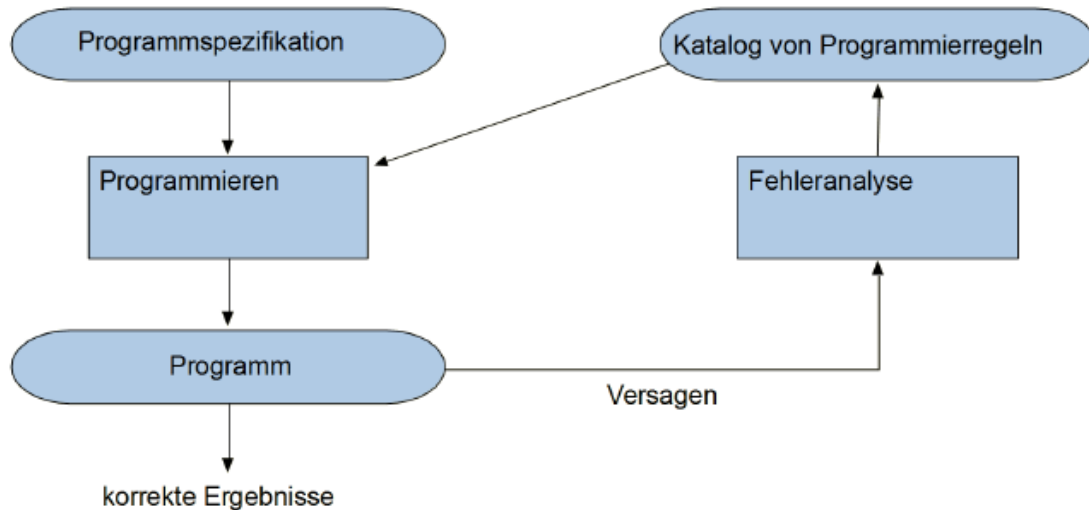 Programmspezifikation
Katalog von Programmierregeln
Programmieren
Fehleranalyse
Programm
Versagen
korrekte Ergebnisse